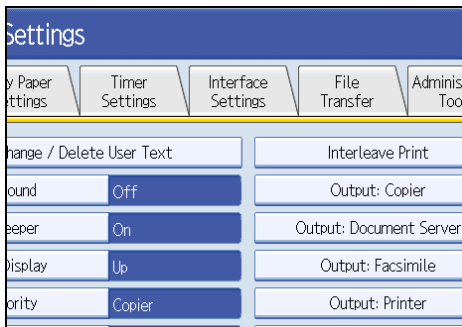 Settings
y Paper
ettings
Timer
Settings
Interface
Settings
File
Transfer
Adminis
Too
hange / Delete User Text
ound Off
eeper On
Display Up
ority Copier
Interleave Print
Output: Copier
Output: Document Server
Output: Facsimile
Output: Printer